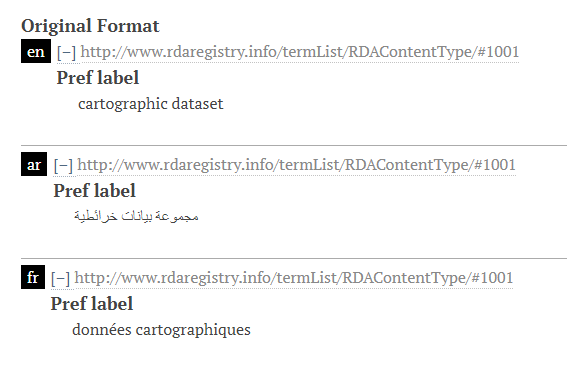 Original Format
en [−] http://www.rdaregistry.info/termList/RDAContentType/#1001
Pref label
cartographic dataset
ar [−] http://www.rdaregistry.info/termList/RDAContentType/#1001
Pref label
مجموعة بيانات خرائطية
fr [−] http://www.rdaregistry.info/termList/RDAContentType/#1001
Pref label
données cartographiques